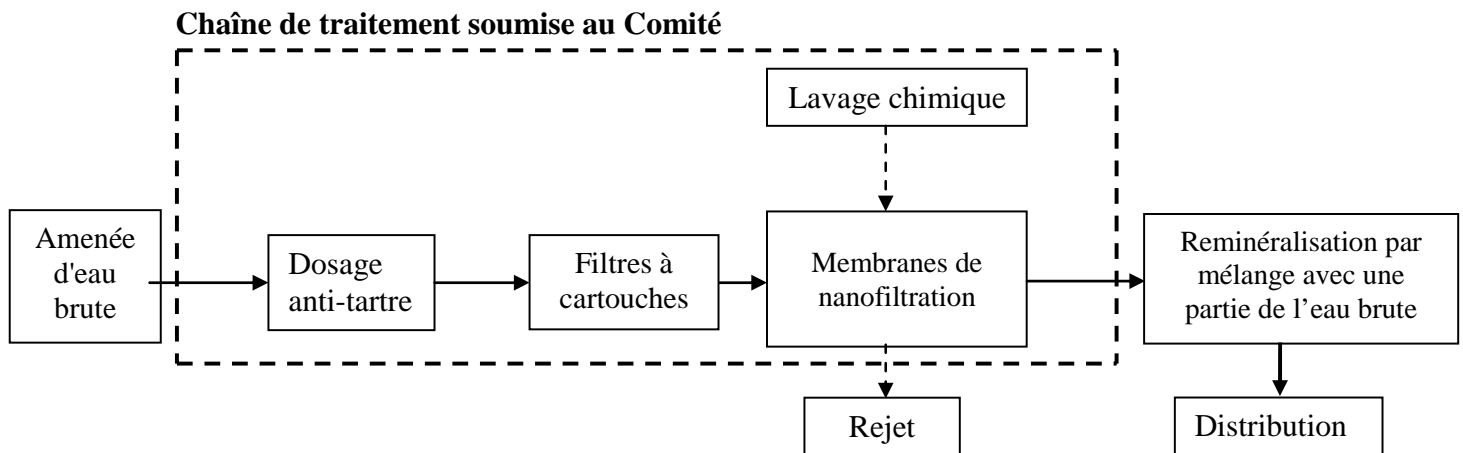 Chaîne de traitement soumise au Comité
Lavage chimique
Amenée
d'eau
brute
Dosage
anti-tartre
Filtres à
cartouches
Membranes de
nanofiltration
Reminéralisation par
mélange avec une
partie de l’eau brute
Rejet
Distribution